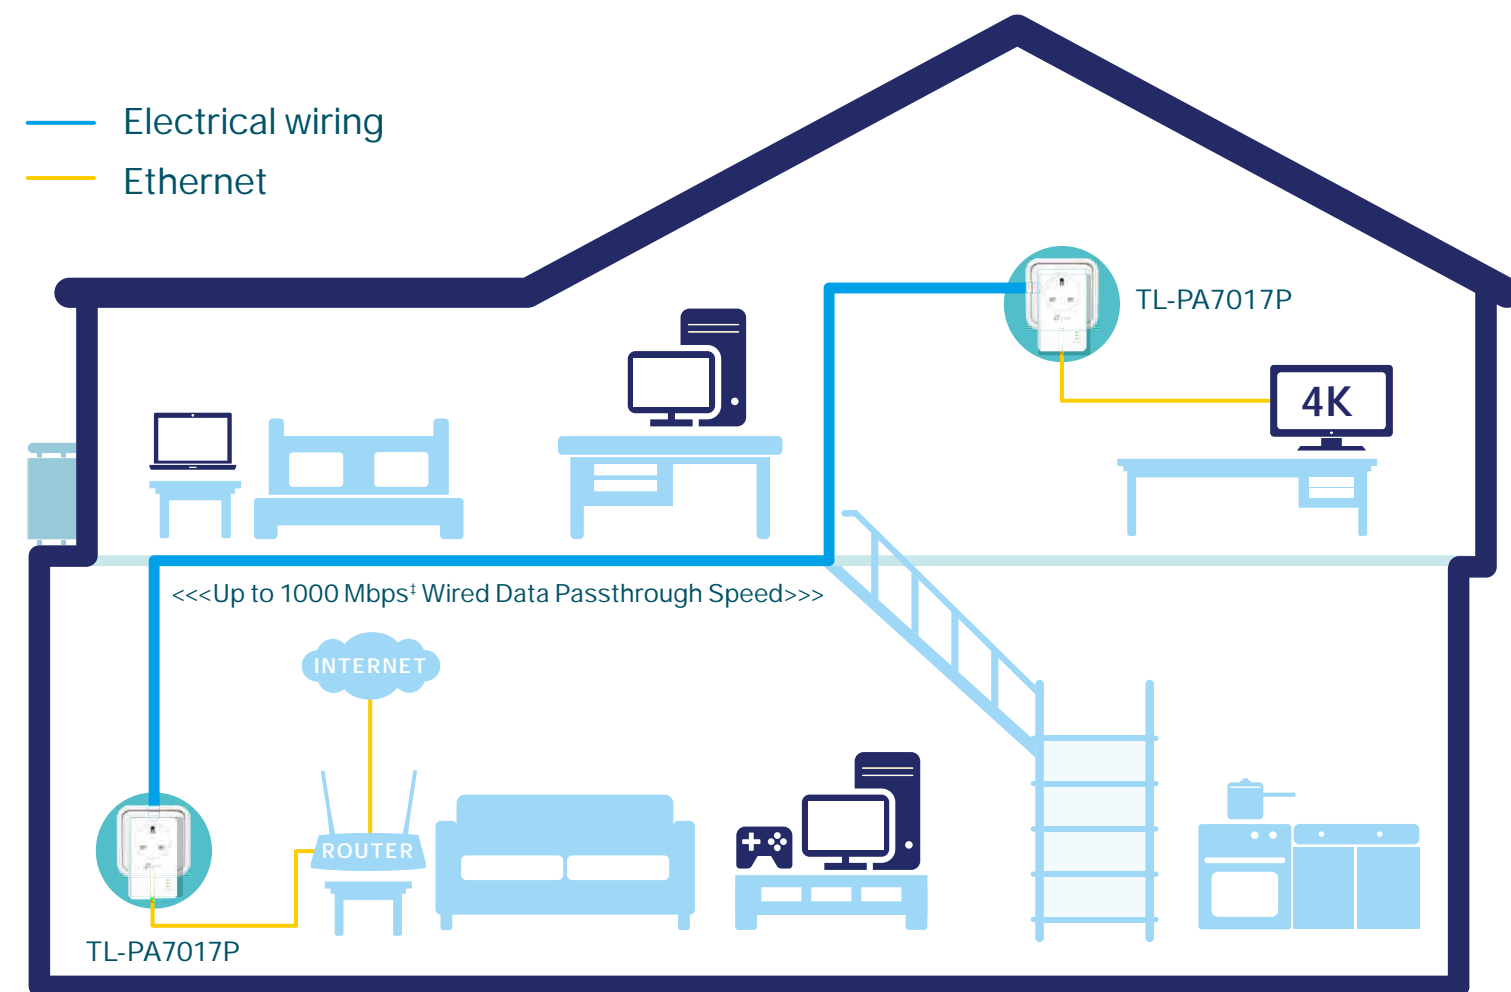 Electrical wiring
Ethernet
TL-PA7017P
4K
<<<Up to 1000 Mbps‡ Wired Data Passthrough Speed>>>
INTERNET
ROUTER
TL-PA7017P